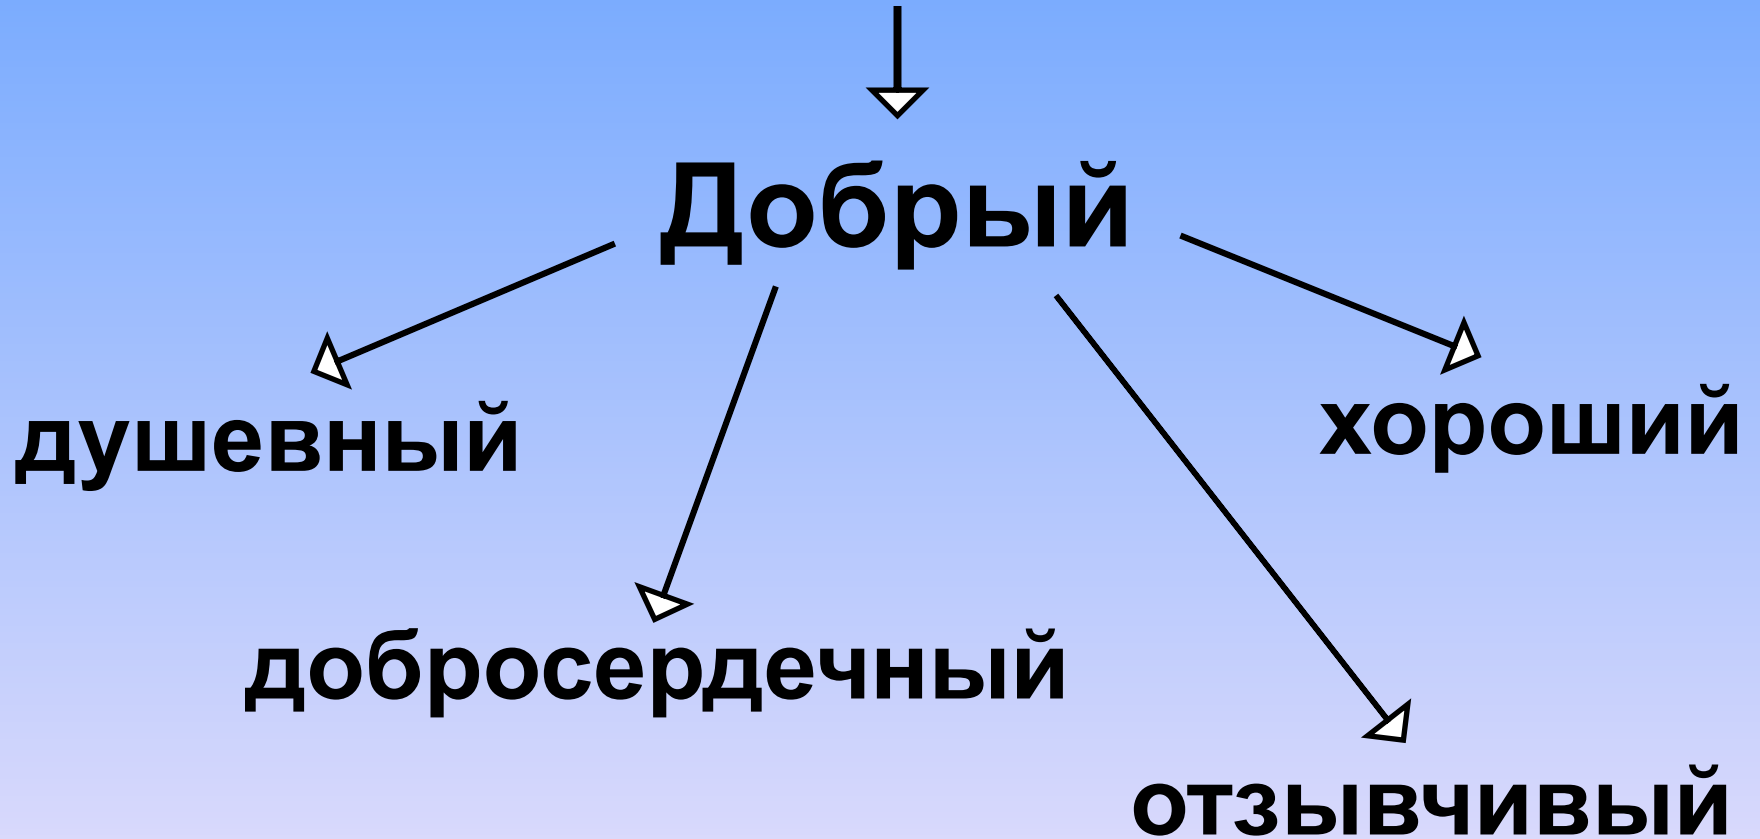 Добрый
душевный
хороший
добросердечный
отзывчивый